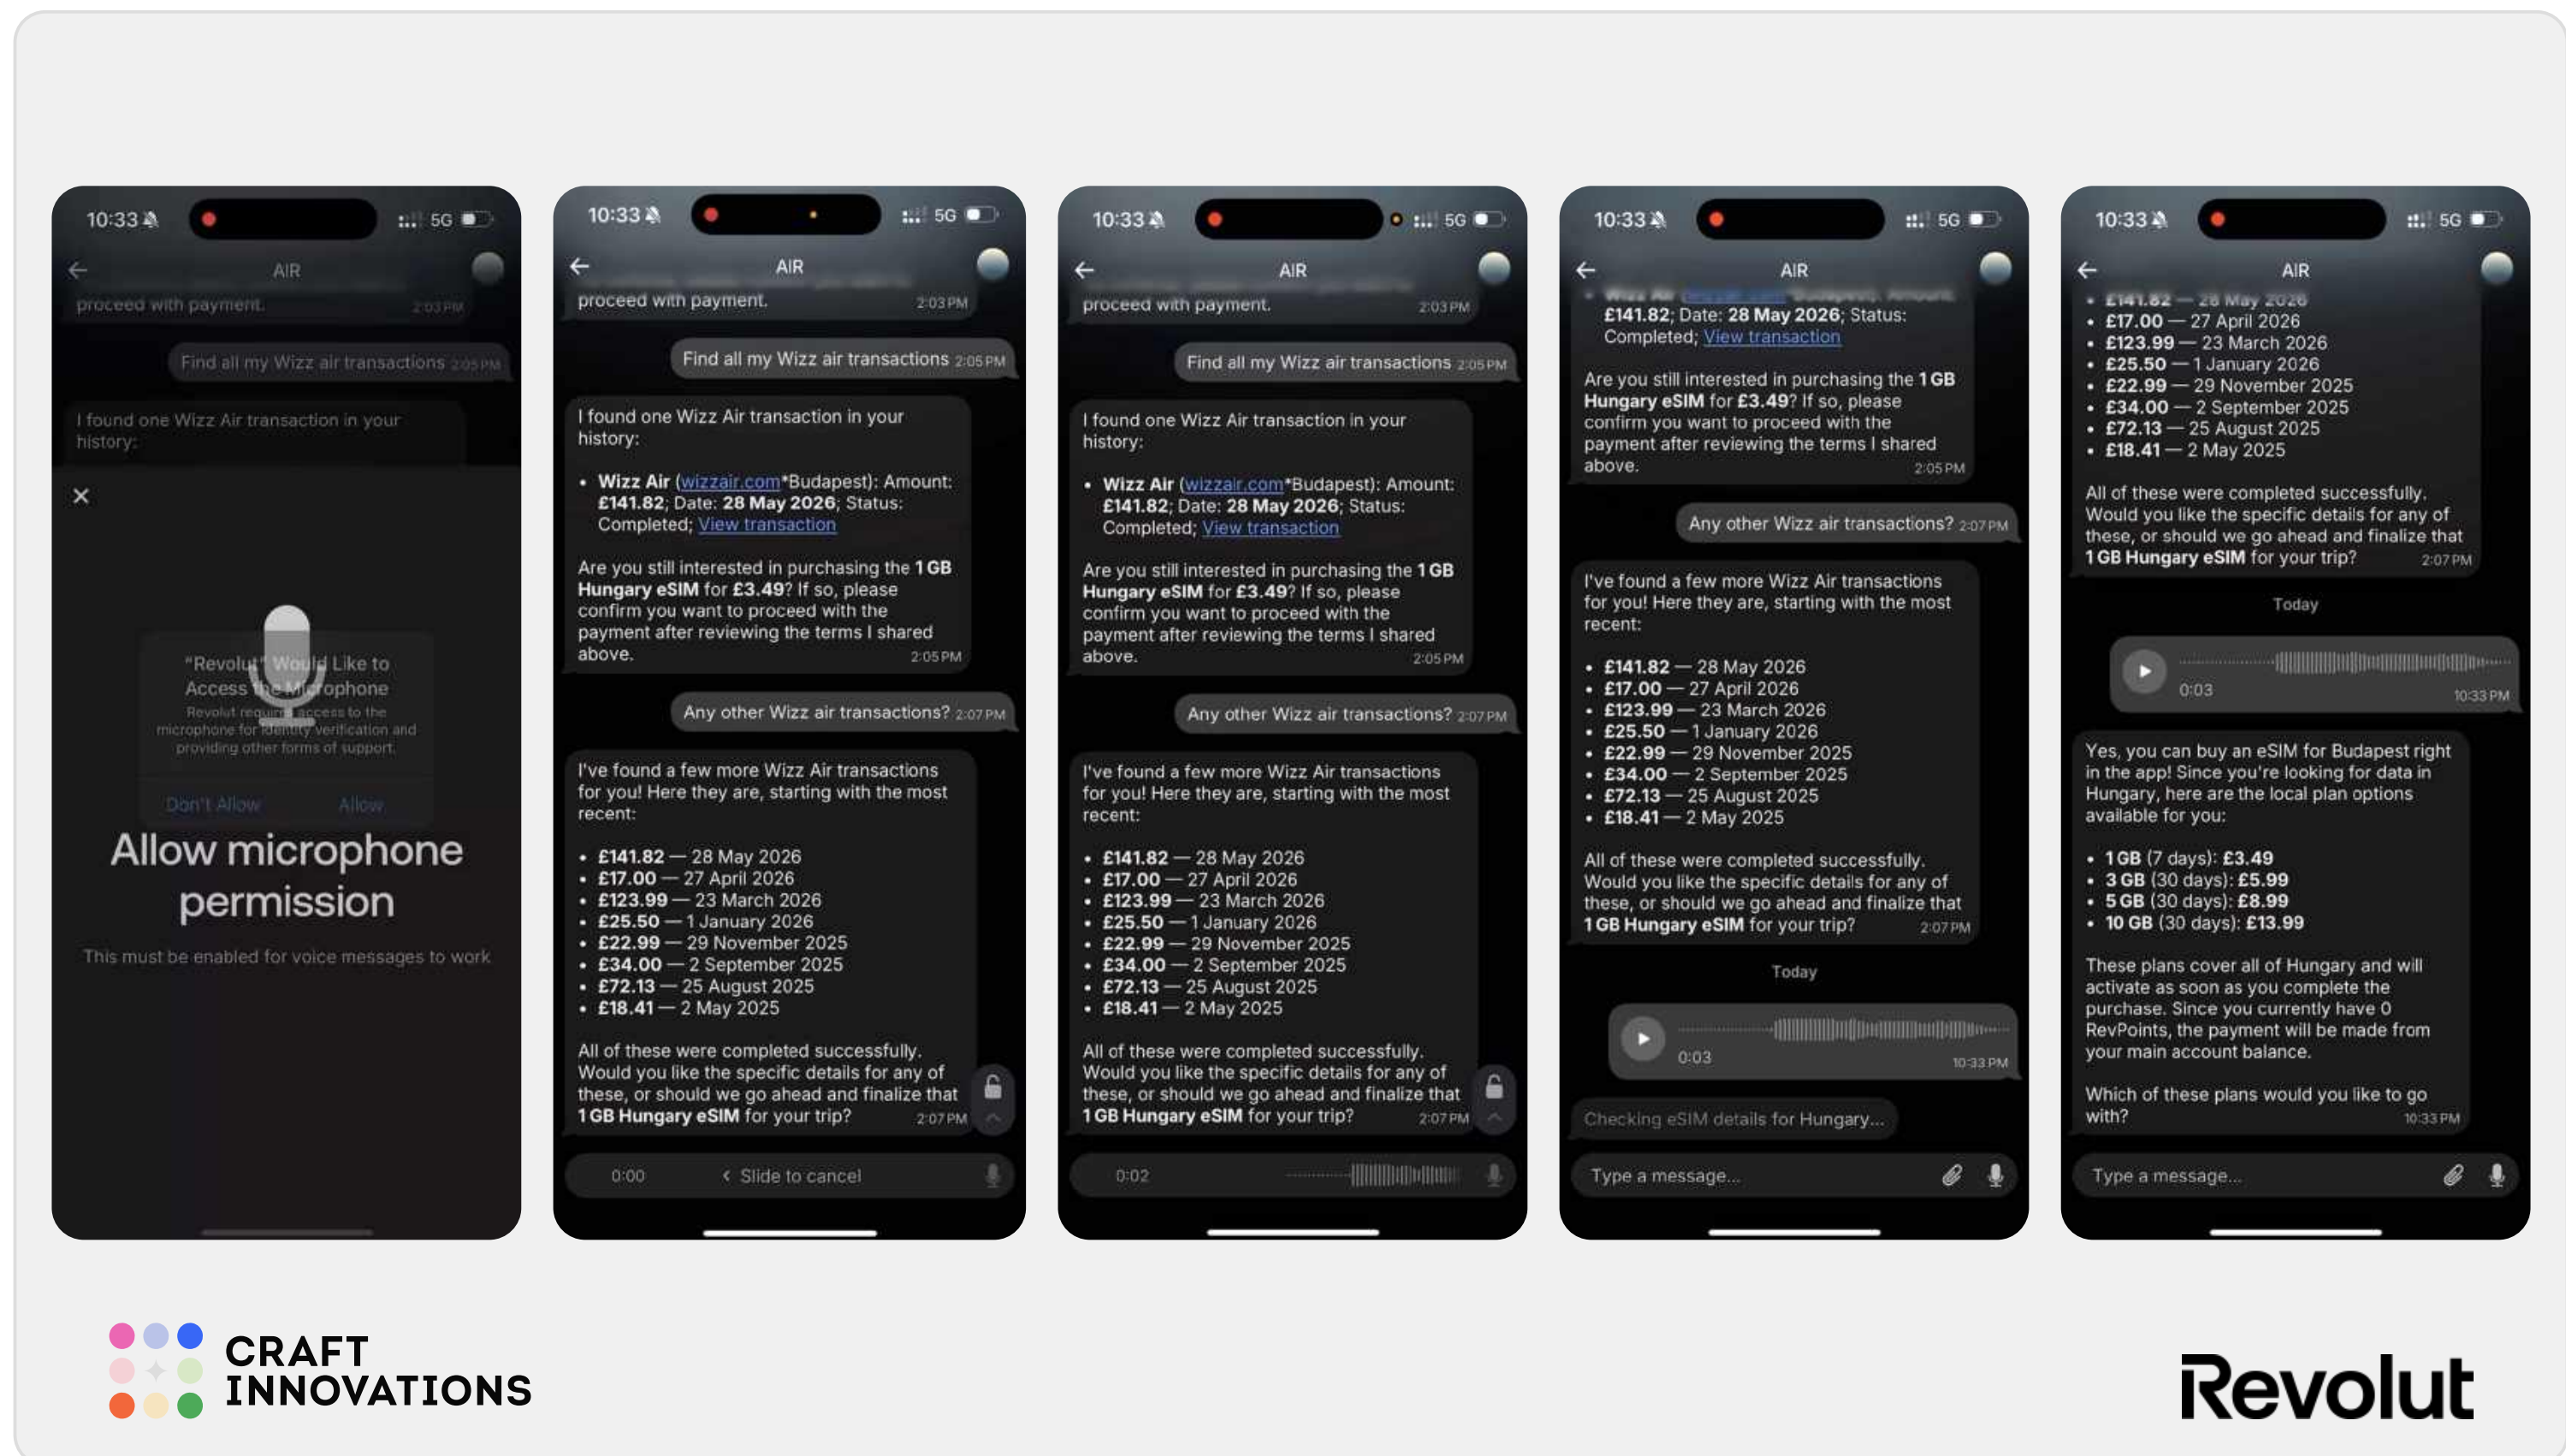 10:33
5G
AIR
proceed with payment.
2:03 PM
Find all my Wizz air transactions 2:05 PM
I found one Wizz Air transaction in your
history:
"Revolut" Would Like to
Access the Microphone
Revolut requires access to the
microphone for identity verification and
providing other forms of support.
Don't Allow
Allow
Allow microphone
permission
This must be enabled for voice messages to work
10:33
5G
AIR
proceed with payment.
2:03 PM
Find all my Wizz air transactions 2:05 PM
I found one Wizz Air transaction in your
history:
• Wizz Air (wizzair.com*Budapest): Amount:
£141.82; Date: 28 May 2026; Status:
Completed; View transaction
Are you still interested in purchasing the 1 GB
Hungary eSIM for £3.49? If so, please
confirm you want to proceed with the
payment after reviewing the terms I shared
above.
2:05 PM
Any other Wizz air transactions? 2:07 PM
I've found a few more Wizz Air transactions
for you! Here they are, starting with the most
recent:
• £141.82 — 28 May 2026
• £17.00 — 27 April 2026
• £123.99 — 23 March 2026
• £25.50 — 1 January 2026
• £22.99 — 29 November 2025
• £34.00 — 2 September 2025
• £72.13 — 25 August 2025
• £18.41 — 2 May 2025
All of these were completed successfully.
Would you like the specific details for any of
these, or should we go ahead and finalize that
1 GB Hungary eSIM for your trip?
2:07 PM
0:00
‹ Slide to cancel
10:33
5G
AIR
proceed with payment.
2:03 PM
Find all my Wizz air transactions 2:05 PM
I found one Wizz Air transaction in your
history:
• Wizz Air (wizzair.com*Budapest): Amount:
£141.82; Date: 28 May 2026; Status:
Completed; View transaction
Are you still interested in purchasing the 1 GB
Hungary eSIM for £3.49? If so, please
confirm you want to proceed with the
payment after reviewing the terms I shared
above.
2:05 PM
Any other Wizz air transactions? 2:07 PM
I've found a few more Wizz Air transactions
for you! Here they are, starting with the most
recent:
• £141.82 — 28 May 2026
• £17.00 — 27 April 2026
• £123.99 — 23 March 2026
• £25.50 — 1 January 2026
• £22.99 — 29 November 2025
• £34.00 — 2 September 2025
• £72.13 — 25 August 2025
• £18.41 — 2 May 2025
All of these were completed successfully.
Would you like the specific details for any of
these, or should we go ahead and finalize that
1 GB Hungary eSIM for your trip?
2:07 PM
0:02
10:33
5G
AIR
• Wizz Air (wizzair.com*Budapest): Amount:
£141.82; Date: 28 May 2026; Status:
Completed; View transaction
Are you still interested in purchasing the 1 GB
Hungary eSIM for £3.49? If so, please
confirm you want to proceed with the
payment after reviewing the terms I shared
above.
2:05 PM
Any other Wizz air transactions? 2:07 PM
I've found a few more Wizz Air transactions
for you! Here they are, starting with the most
recent:
• £141.82 — 28 May 2026
• £17.00 — 27 April 2026
• £123.99 — 23 March 2026
• £25.50 — 1 January 2026
• £22.99 — 29 November 2025
• £34.00 — 2 September 2025
• £72.13 — 25 August 2025
• £18.41 — 2 May 2025
All of these were completed successfully.
Would you like the specific details for any of
these, or should we go ahead and finalize that
1 GB Hungary eSIM for your trip?
2:07 PM
Today
0:03
10:33 PM
Checking eSIM details for Hungary...
Type a message...
10:33
5G
AIR
• £141.82 — 28 May 2026
• £17.00 — 27 April 2026
• £123.99 — 23 March 2026
• £25.50 — 1 January 2026
• £22.99 — 29 November 2025
• £34.00 — 2 September 2025
• £72.13 — 25 August 2025
• £18.41 — 2 May 2025
All of these were completed successfully.
Would you like the specific details for any of
these, or should we go ahead and finalize that
1 GB Hungary eSIM for your trip?
2:07 PM
Today
0:03
10:33 PM
Yes, you can buy an eSIM for Budapest right
in the app! Since you're looking for data in
Hungary, here are the local plan options
available for you:
• 1 GB (7 days): £3.49
• 3 GB (30 days): £5.99
• 5 GB (30 days): £8.99
• 10 GB (30 days): £13.99
These plans cover all of Hungary and will
activate as soon as you complete the
purchase. Since you currently have 0
RevPoints, the payment will be made from
your main account balance.
Which of these plans would you like to go
with?
10:33 PM
Type a message...
CRAFT
INNOVATIONS
Revolut